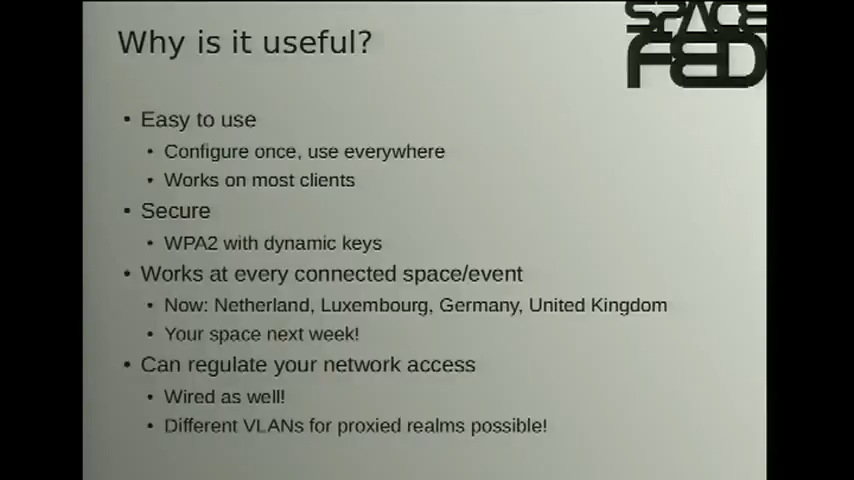 SPACE
FED
Why is it useful?
• Easy to use
• Configure once, use everywhere
• Works on most clients
• Secure
• WPA2 with dynamic keys
• Works at every connected space/event
• Now: Netherland, Luxembourg, Germany, United Kingdom
• Your space next week!
• Can regulate your network access
• Wired as well!
• Different VLANs for proxied realms possible!